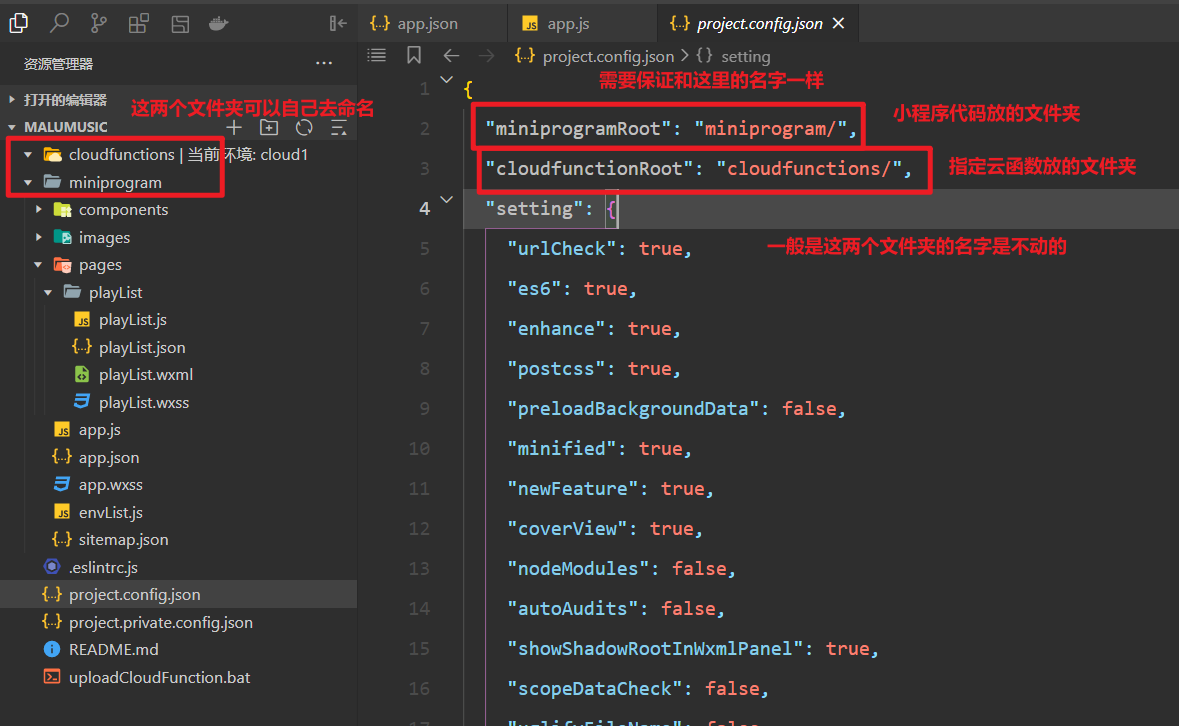 app.json
app.js
project.config.json
资源管理器
project.config.json
setting
打开的编辑器
这两个文件夹可以自己去命名
MALUMUSIC
cloudfunctions | 当前环境: cloud1
miniprogram
components
images
pages
playList
playList.js
playList.json
playList.wxml
playList.wxss
app.js
app.json
app.wxss
envList.js
sitemap.json
.eslintrc.js
project.config.json
project.private.config.json
README.md
uploadCloudFunction.bat
需要保证和这里的名字一样
1 {
2 "miniprogramRoot": "miniprogram/",
小程序代码放的文件夹
3 "cloudfunctionRoot": "cloudfunctions/",
指定云函数放的文件夹
4 "setting": {
5 "urlCheck": true,
一般是这两个文件夹的名字是不动的
6 "es6": true,
7 "enhance": true,
8 "postcss": true,
9 "preloadBackgroundData": false,
10 "minified": true,
11 "newFeature": true,
12 "coverView": true,
13 "nodeModules": false,
14 "autoAudits": false,
15 "showShadowRootInWxmlPanel": true,
16 "scopeDataCheck": false,